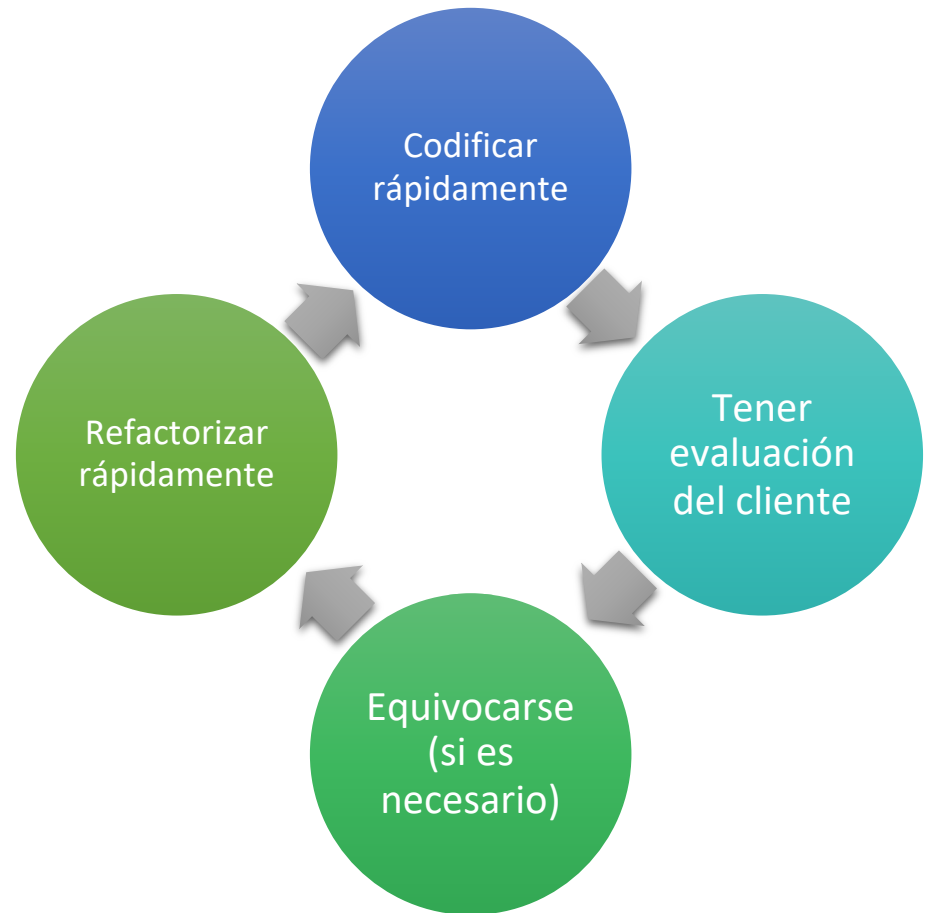 Codificar
rápidamente
Tener
evaluación
del cliente
Equivocarse
(si es
necesario)
Refactorizar
rápidamente